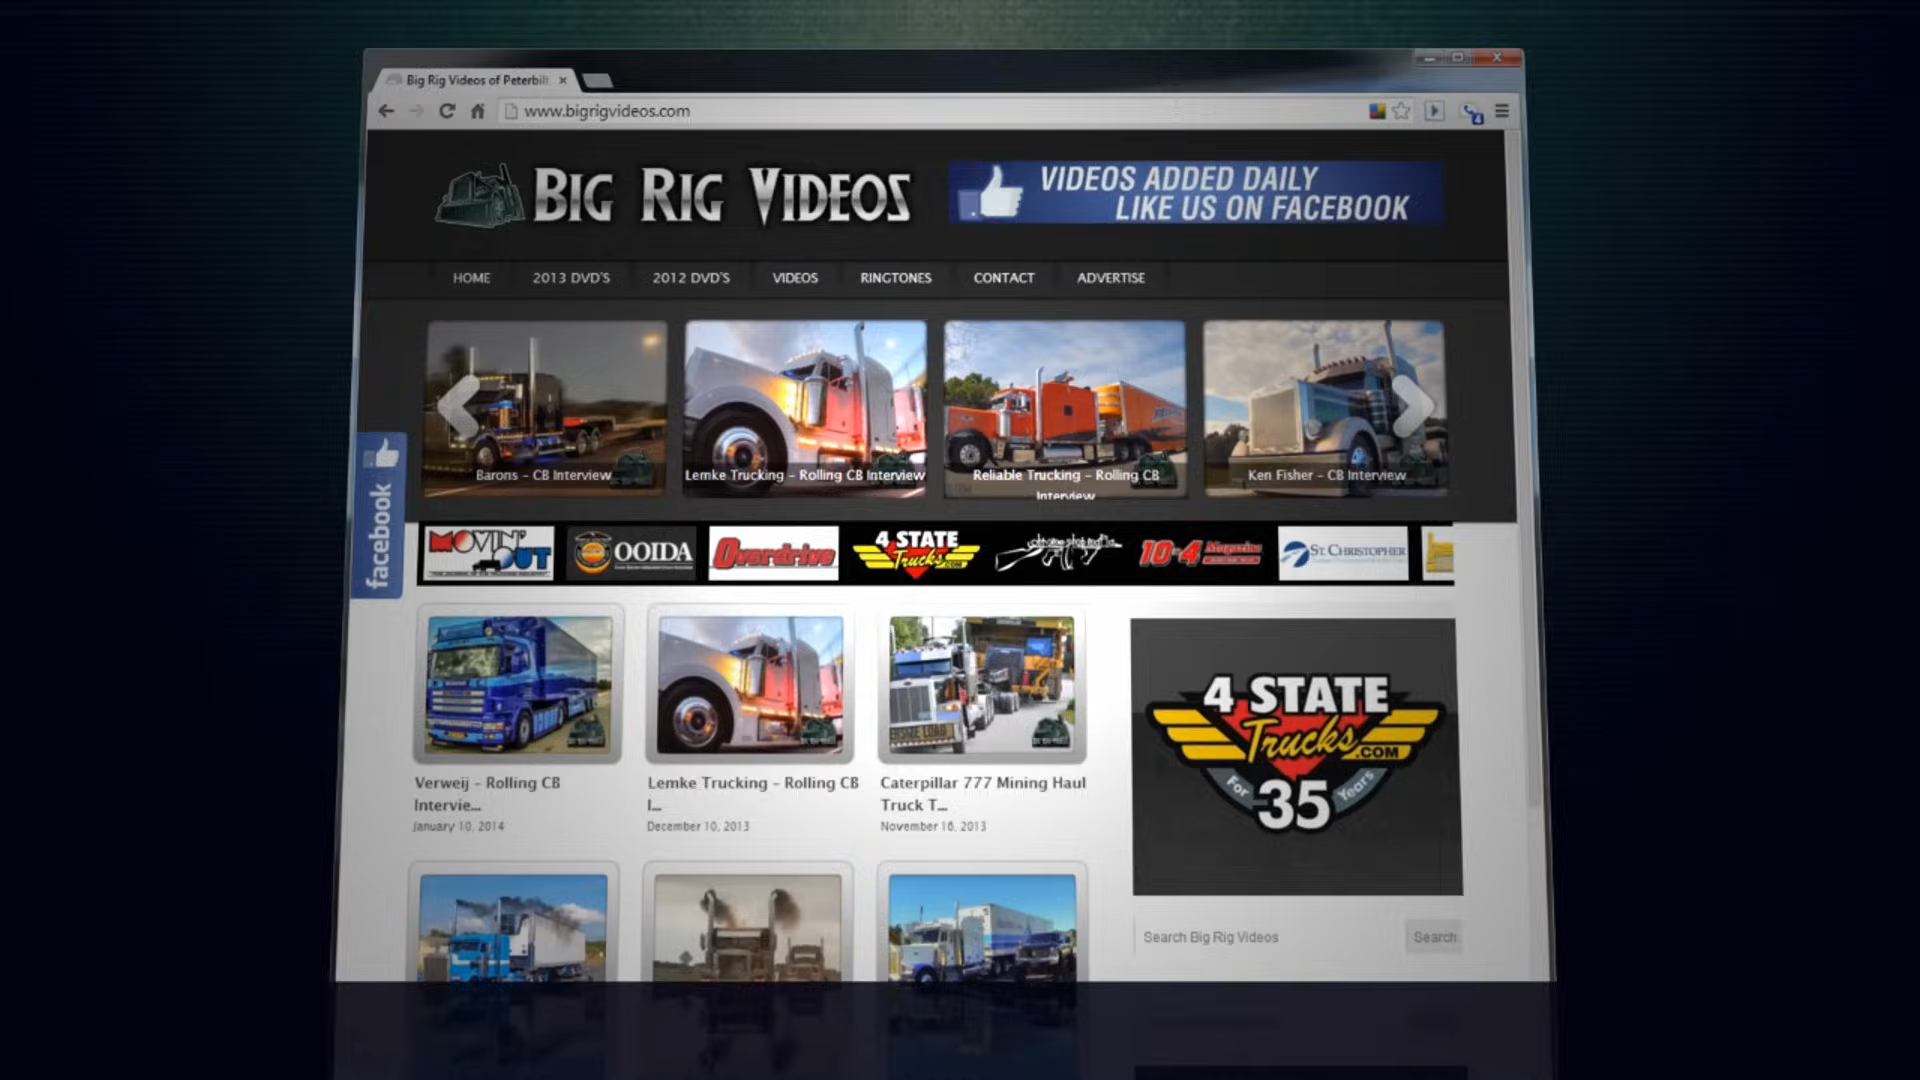 Big Rig Videos of Peterbilt
www.bigrigvideos.com
BIG RIG VIDEOS
VIDEOS ADDED DAILY
LIKE US ON FACEBOOK
HOME
2013 DVD'S
2012 DVD'S
VIDEOS
RINGTONES
CONTACT
ADVERTISE
Barons – CB Interview
Lemke Trucking – Rolling CB Interview
Reliable Trucking – Rolling CB
Interview
Ken Fisher – CB Interview
facebook
MOVIN'
OUT
OOIDA
Overdrive
4 STATE
Trucks.COM
10-4 Magazine
ST. CHRISTOPHER
4 STATE
Trucks.COM
For 35 Years
Verweij – Rolling CB
Intervie...
January 10, 2014
Lemke Trucking – Rolling CB
I...
December 10, 2013
Caterpillar 777 Mining Haul
Truck T...
November 16, 2013
Search Big Rig Videos
Search